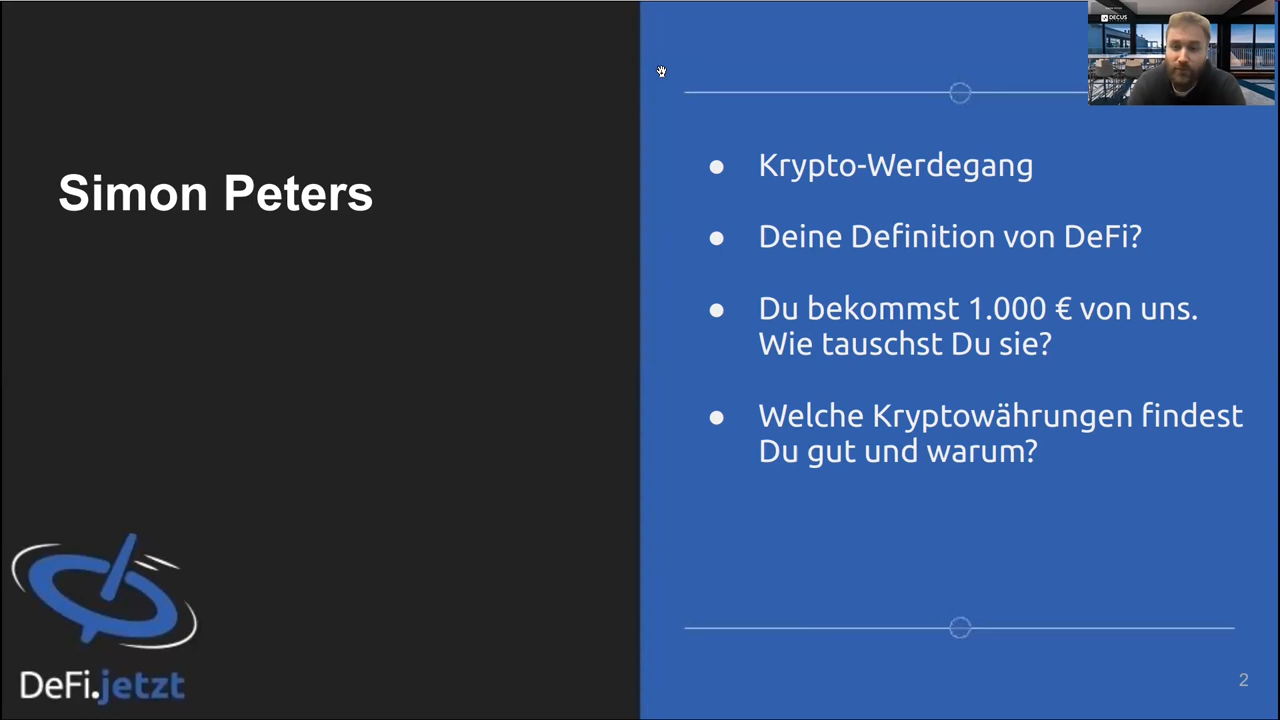 DECUS
Simon Peters
Krypto-Werdegang
Deine Definition von DeFi?
Du bekommst 1.000 € von uns.
Wie tauschst Du sie?
Welche Kryptowährungen findest
Du gut und warum?
DeFi.jetzt
2